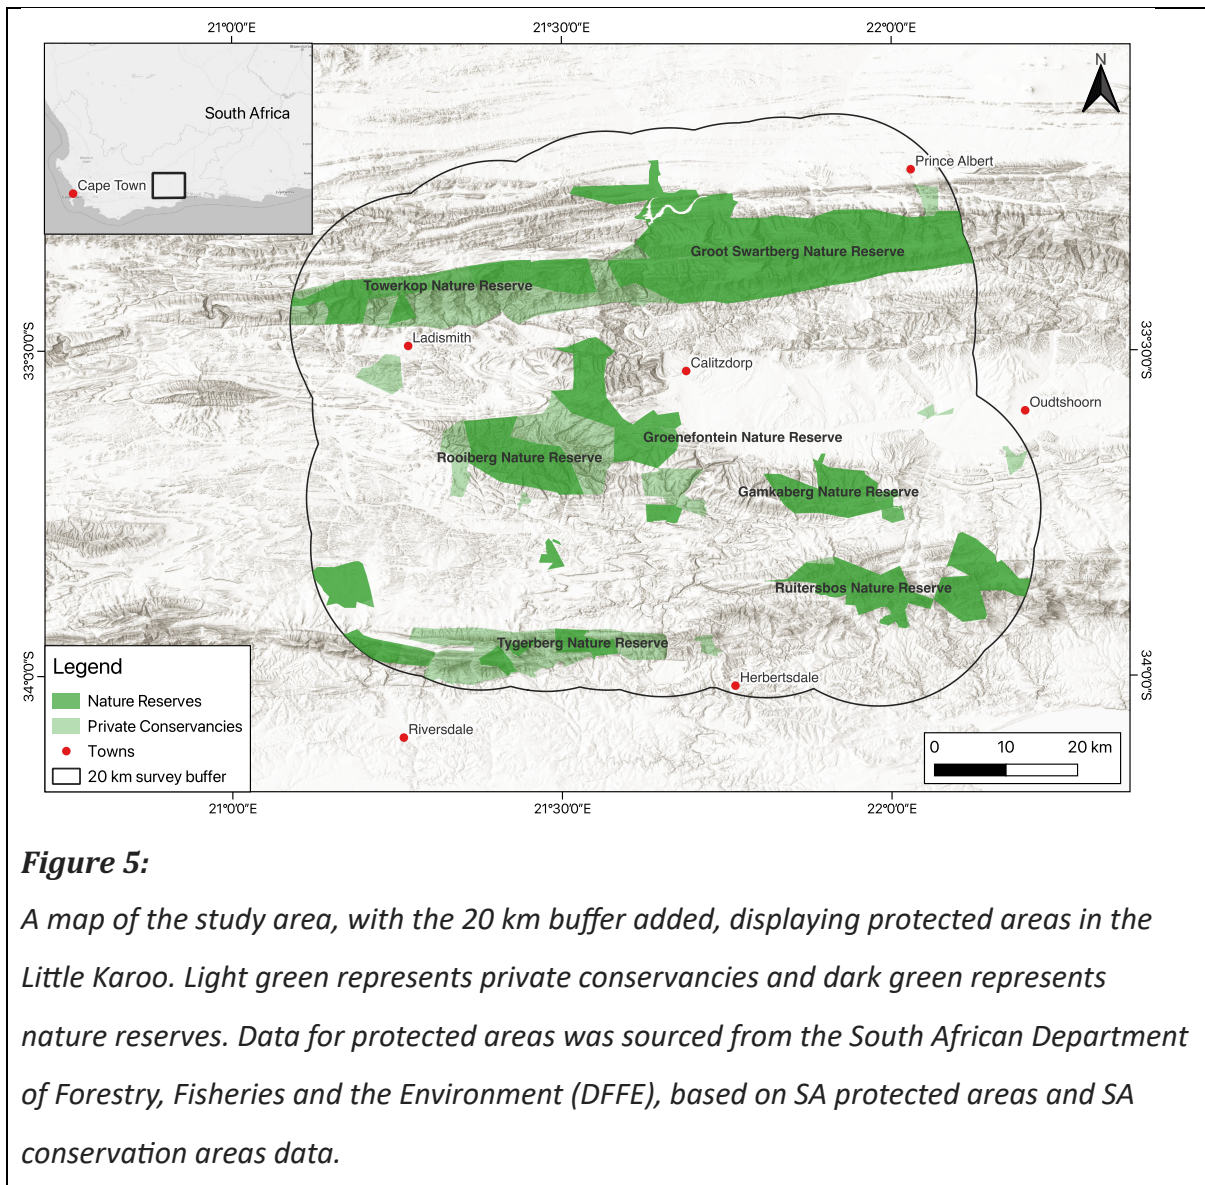 21°0'0"E 21°30'0"E 22°0'0"E
N
South Africa
Cape Town
Prince Albert
Groot Swartberg Nature Reserve
Towerkop Nature Reserve
Ladismith
33°30'0"S
33°30'0"S
Calitzdorp
Oudtshoorn
Groenefontein Nature Reserve
Rooiberg Nature Reserve
Gamkaberg Nature Reserve
Ruitersbos Nature Reserve
Tygerberg Nature Reserve
34°0'0"S
34°0'0"S
Herbertsdale
Riversdale
Legend
Nature Reserves
Private Conservancies
Towns
20 km survey buffer
0 10 20 km
21°0'0"E 21°30'0"E 22°0'0"E
Figure 5:
A map of the study area, with the 20 km buffer added, displaying protected areas in the
Little Karoo. Light green represents private conservancies and dark green represents
nature reserves. Data for protected areas was sourced from the South African Department
of Forestry, Fisheries and the Environment (DFFE), based on SA protected areas and SA
conservation areas data.